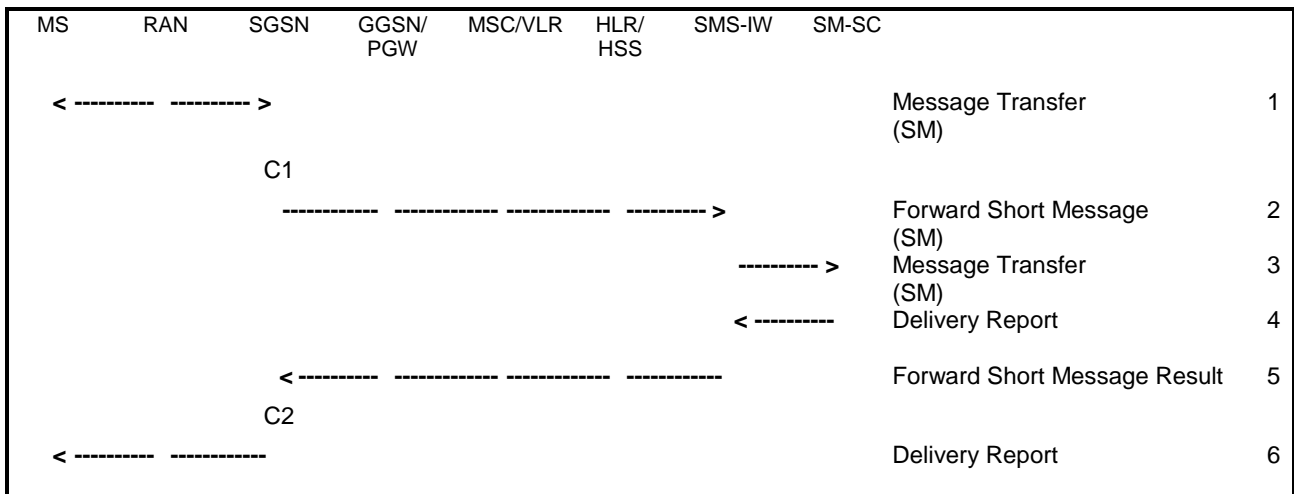 MS RAN SGSN GGSN/ MSC/VLR HLR/ SMS-IW SM-SC
PGW HSS
< ---------- ---------- > Message Transfer 1
(SM)
C1
------------ ------------- ------------- ---------- > Forward Short Message 2
(SM)
---------- > Message Transfer 3
(SM)
< ---------- Delivery Report 4
< ---------- ------------- ------------- ------------ Forward Short Message Result 5
C2
< ---------- ------------ Delivery Report 6